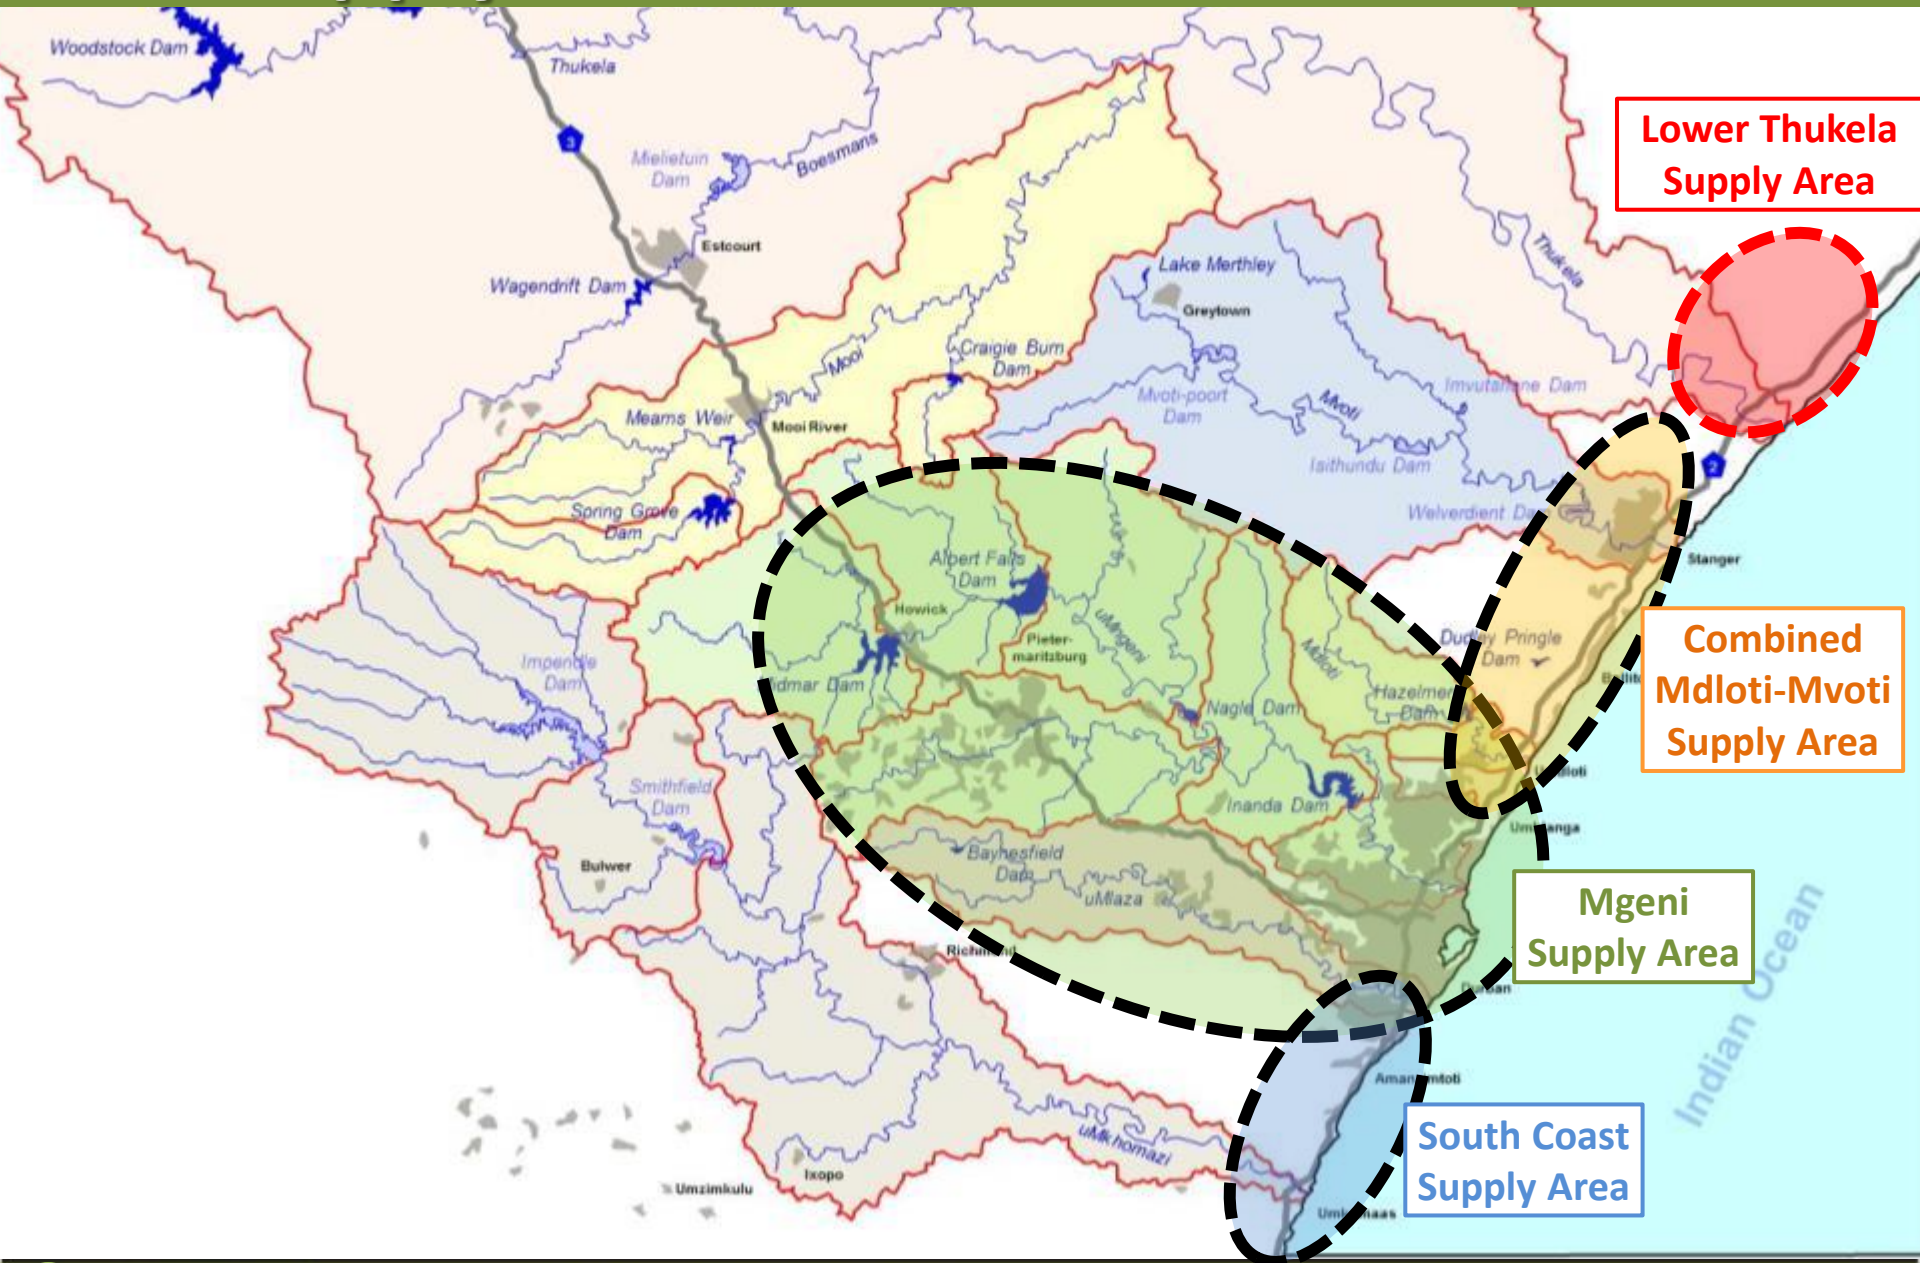 Woodstock Dam
Thukela
3
Mielietuin
Dam
Boesmans
Lower Thukela
Supply Area
Estcourt
Wagendrift Dam
Thukela
Lake Merthley
Greytown
Craigie Burn
Dam
Mooi
Mvoti-poort
Dam
Mvoti
Imvutshane Dam
Mearns Weir
Mooi River
Isithundu Dam
2
Spring Grove
Dam
Welverdient Dam
Stanger
Albert Falls
Dam
Howick
Pieter-
maritzburg
uMngeni
Mdloti
Dudley Pringle
Dam
Combined
Mdloti-Mvoti
Supply Area
Impendle
Dam
Midmar Dam
Nagle Dam
Hazelmere
Dam
Smithfield
Dam
Inanda Dam
Bulwer
Baynesfield
Dam
uMlaza
Mgeni
Supply Area
Richmond
Durban
Indian Ocean
Amanzimtoti
South Coast
Supply Area
uMkhomazi
Ixopo
Umzimkulu